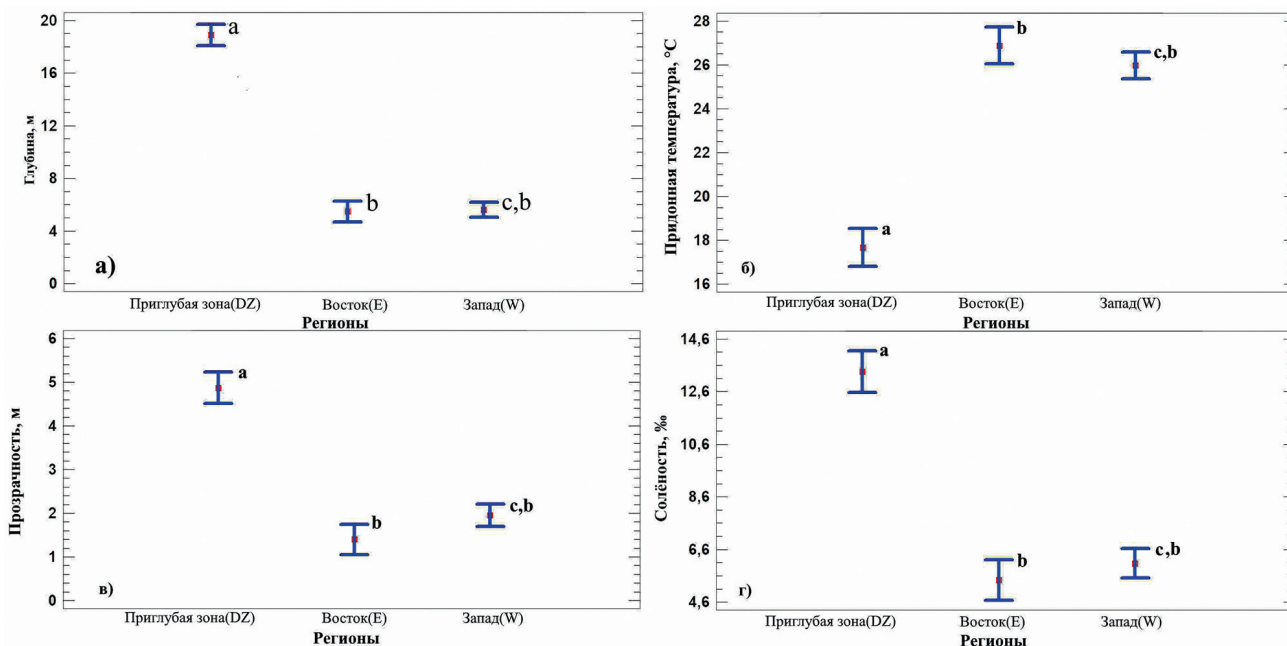 Глубина, м
20
16
12
8
4
0
a
b
c,b
а)
Приглубая зона(DZ) Восток(E) Запад(W)
Регионы
Придонная температура, °C
28
26
24
22
20
18
16
a
b
c,b
б)
Приглубая зона(DZ) Восток(E) Запад(W)
Регионы
Прозрачность, м
6
5
4
3
2
1
0
a
b
c,b
в)
Приглубая зона(DZ) Восток(E) Запад(W)
Регионы
Солёность, ‰
14,6
12,6
10,6
8,6
6,6
4,6
a
b
c,b
г)
Приглубая зона(DZ) Восток(E) Запад(W)
Регионы